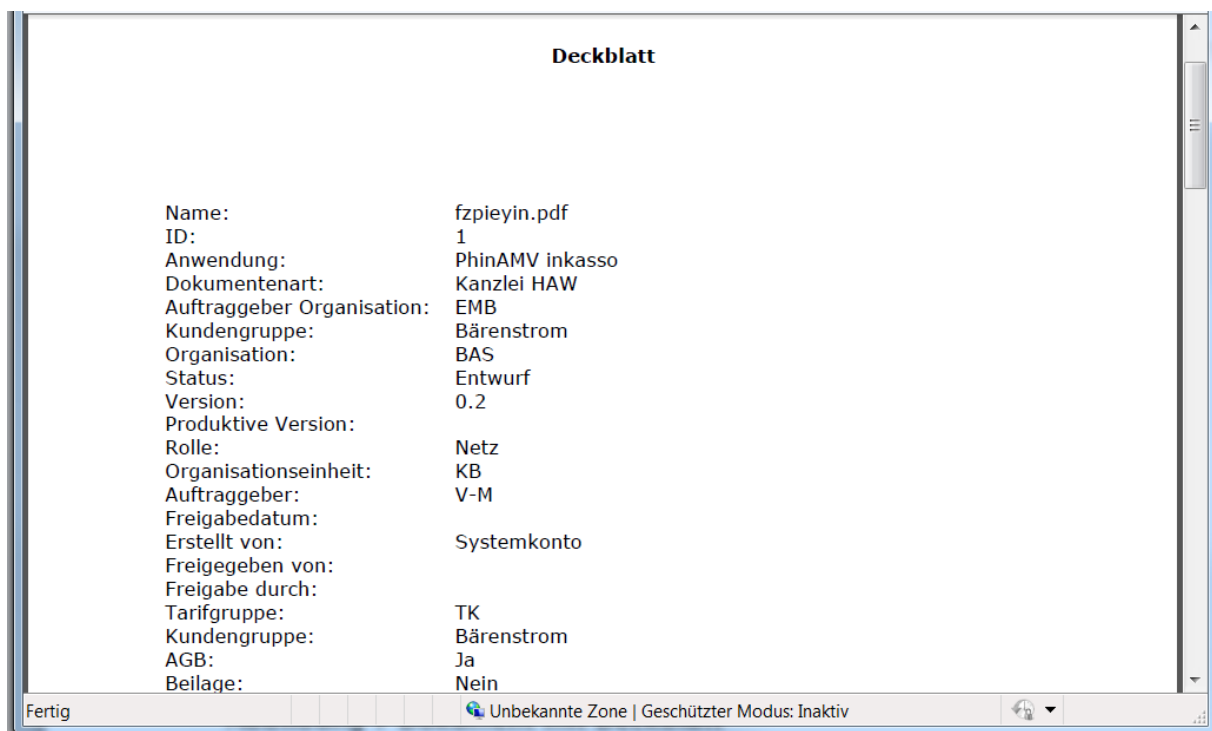 Deckblatt
Name: fzpieyin.pdf
ID: 1
Anwendung: PhinAMV inkasso
Dokumentenart: Kanzlei HAW
Auftraggeber Organisation: EMB
Kundengruppe: Bärenstrom
Organisation: BAS
Status: Entwurf
Version: 0.2
Produktive Version:
Rolle: Netz
Organisationseinheit: KB
Auftraggeber: V-M
Freigabedatum:
Erstellt von: Systemkonto
Freigegeben von:
Freigabe durch:
Tarifgruppe: TK
Kundengruppe: Bärenstrom
AGB: Ja
Beilage: Nein
Fertig Unbekannte Zone | Geschützter Modus: Inaktiv